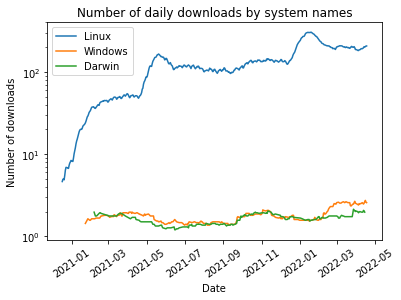 Number of daily downloads by system names
Linux
Windows
Darwin
Number of downloads
10²
10¹
10⁰
2021-01
2021-03
2021-05
2021-07
2021-09
2021-11
2022-01
2022-03
2022-05
Date